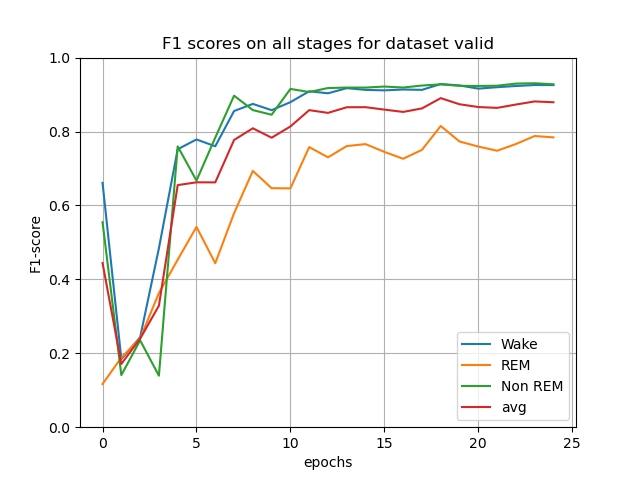 F1 scores on all stages for dataset valid
1.0
0.8
0.6
0.4
0.2
0.0
F1-score
0 5 10 15 20 25
epochs
Wake
REM
Non REM
avg